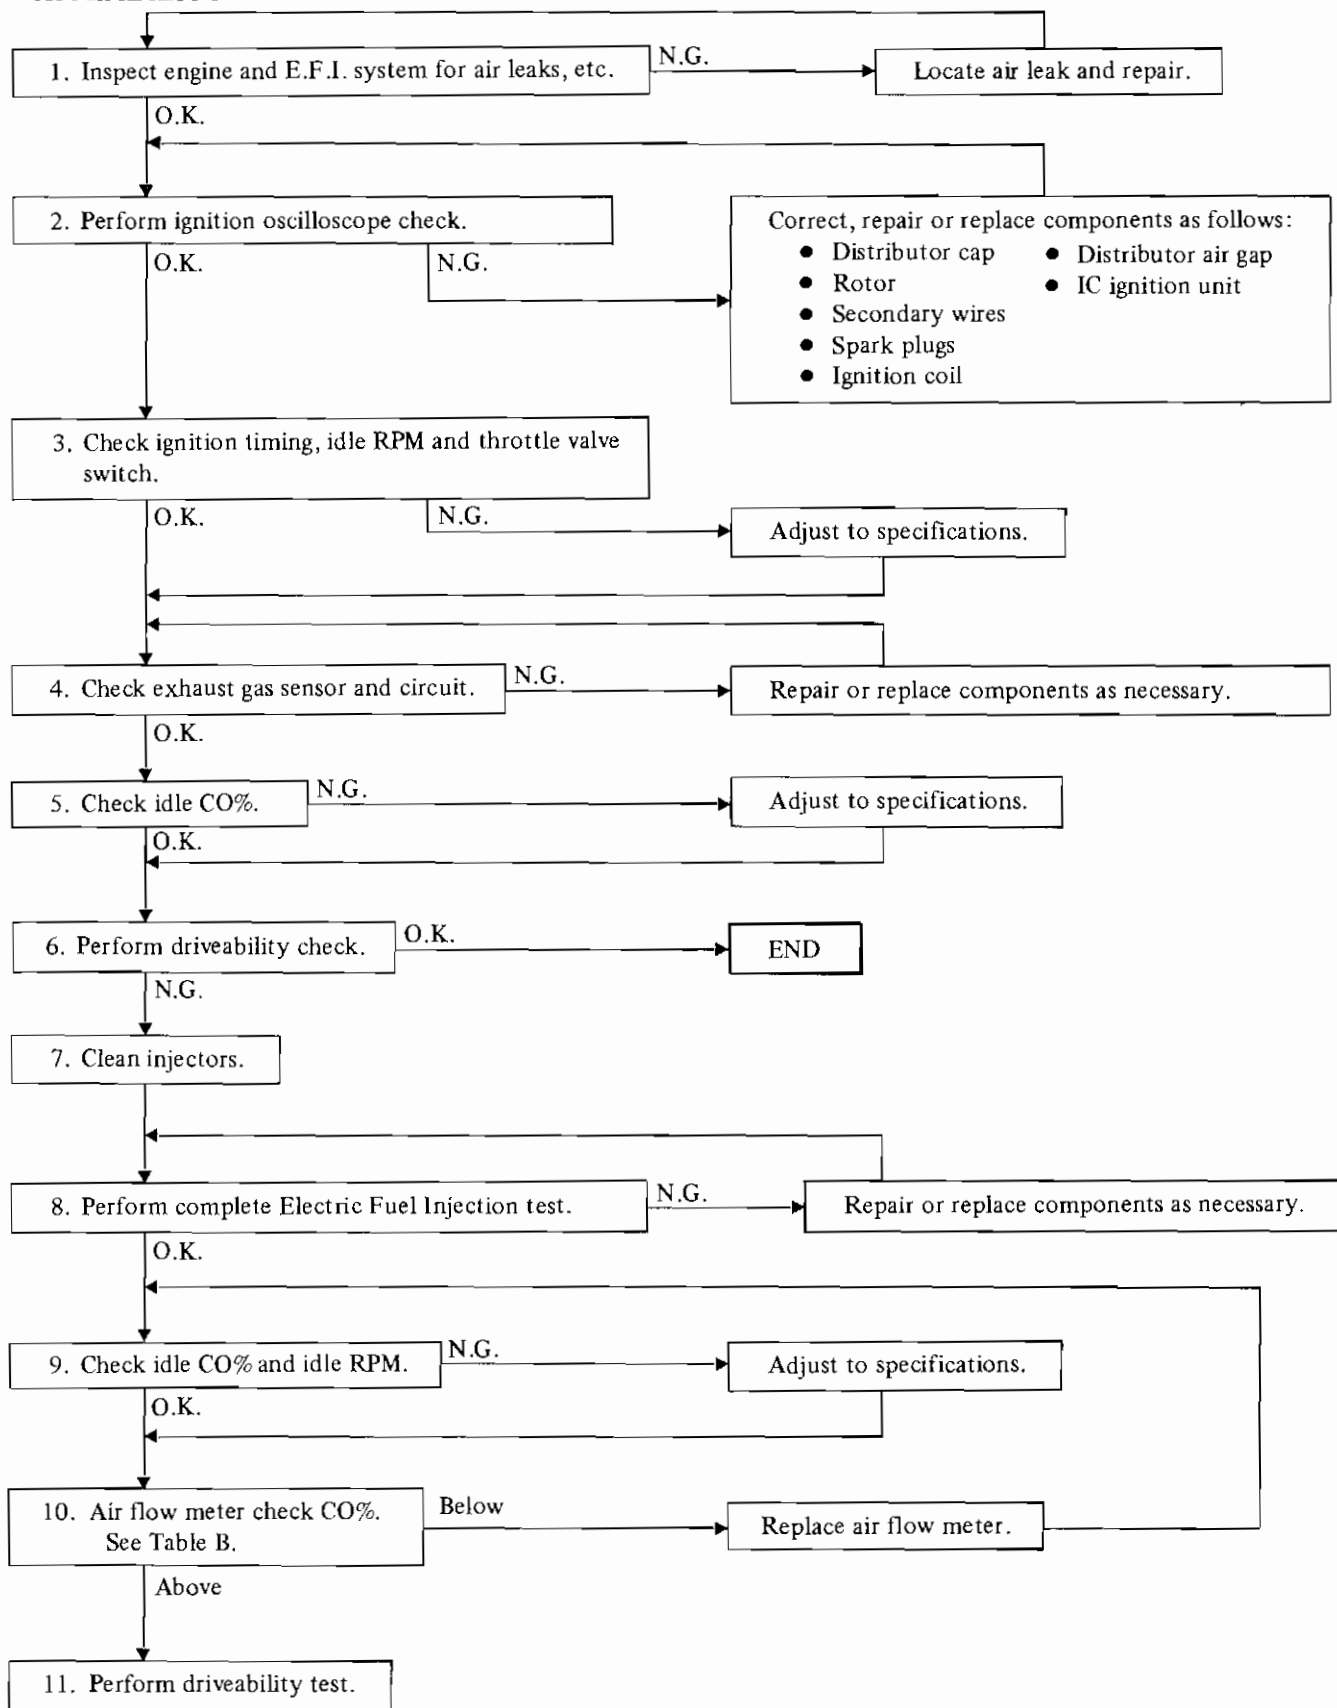 N.G.
1. Inspect engine and E.F.I. system for air leaks, etc.
Locate air leak and repair.
O.K.
2. Perform ignition oscilloscope check.
Correct, repair or replace components as follows:
● Distributor cap
● Distributor air gap
● Rotor
● IC ignition unit
● Secondary wires
● Spark plugs
● Ignition coil
O.K.
N.G.
3. Check ignition timing, idle RPM and throttle valve
switch.
O.K.
N.G.
Adjust to specifications.
4. Check exhaust gas sensor and circuit.
N.G.
Repair or replace components as necessary.
O.K.
5. Check idle CO%.
N.G.
Adjust to specifications.
O.K.
6. Perform driveability check.
O.K.
END
N.G.
7. Clean injectors.
8. Perform complete Electric Fuel Injection test.
N.G.
Repair or replace components as necessary.
O.K.
9. Check idle CO% and idle RPM.
N.G.
Adjust to specifications.
O.K.
10. Air flow meter check CO%.
See Table B.
Below
Replace air flow meter.
Above
11. Perform driveability test.